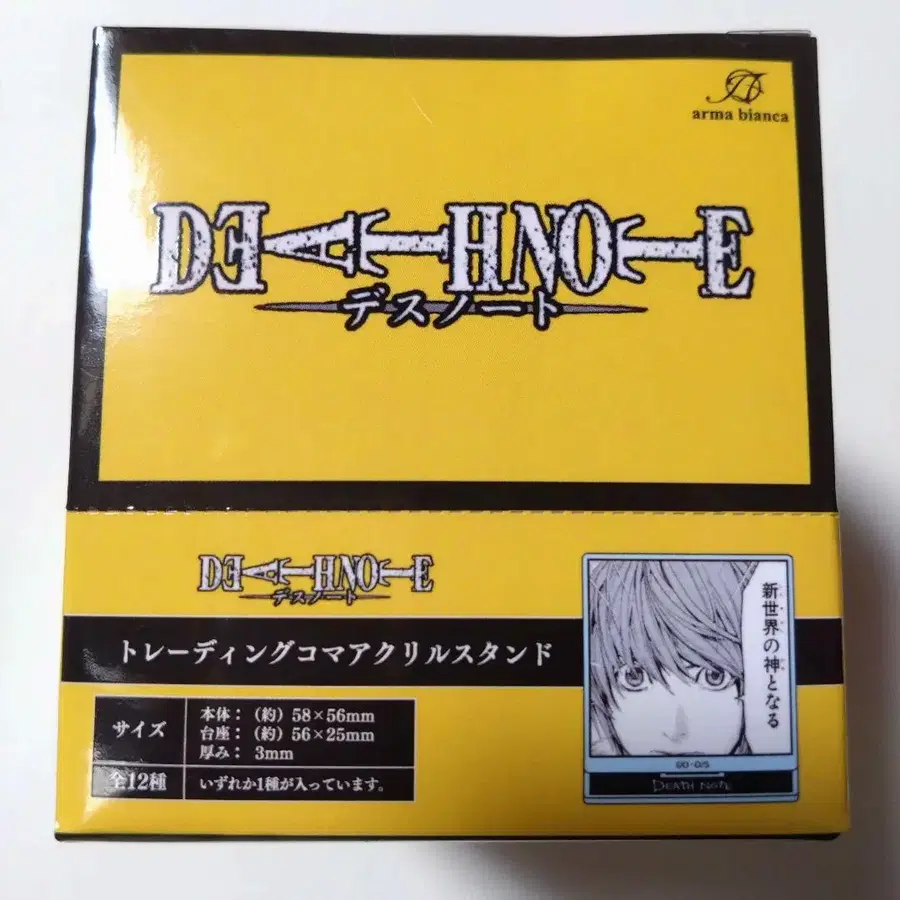 arma bianca
DEATH NOTE
デスノート
DEATH NOTE
デスノート
トレーディングコマアクリルスタンド
サイズ
本体：（約）58×56mm
台座：（約）56×25mm
厚み： 3mm
全12種
いずれか1種が入っています。
新世界の神となる
DEATH NOTE